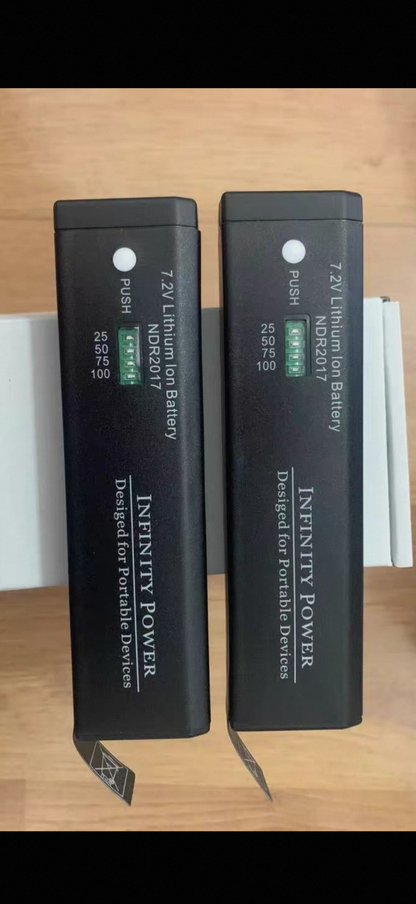 PUSH
25
50
75
100
7.2V Lithium Ion Battery
NDR2017
INFINITY POWER
Desiged for Portable Devices
PUSH
25
50
75
100
7.2V Lithium Ion Battery
NDR2017
INFINITY POWER
Desiged for Portable Devices